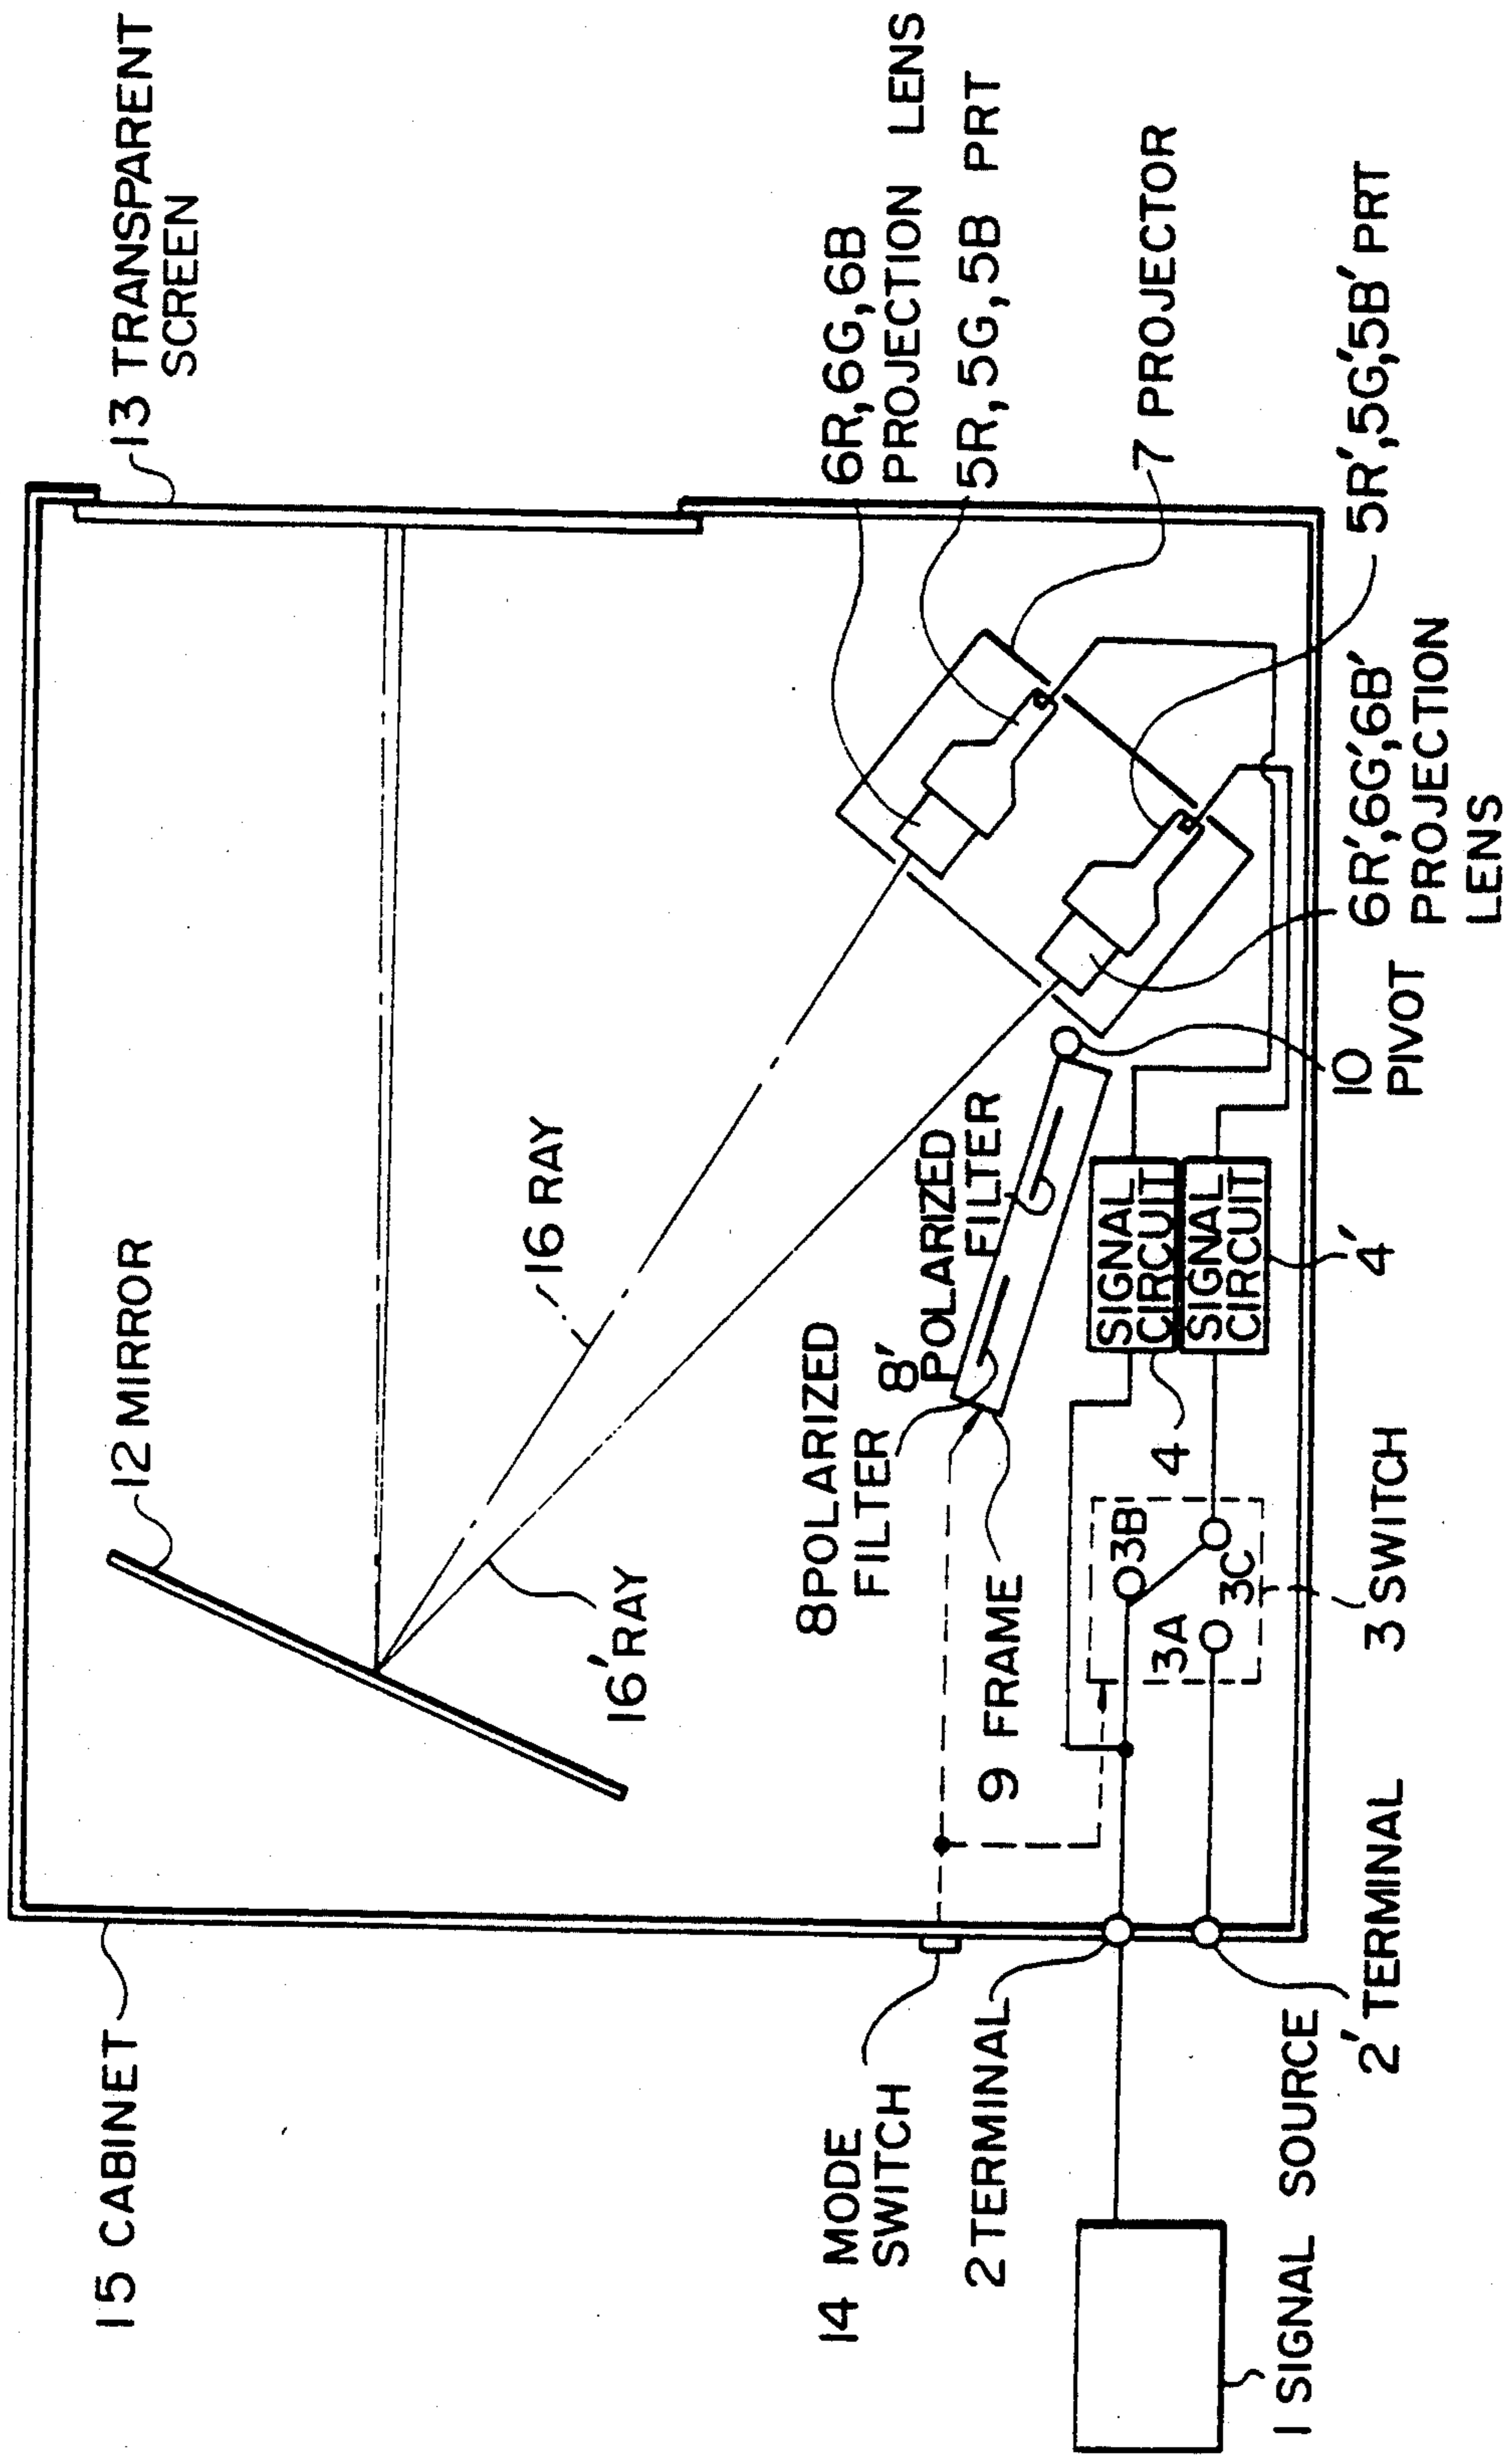 13 TRANSPARENT
SCREEN
6R, 6G, 6B
PROJECTION LENS
5R, 5G, 5B PRT
7 PROJECTOR
5R', 5G', 5B' PRT
6R', 6G', 6B'
PROJECTION
LENS
10
PIVOT
12 MIRROR
16 RAY
16' RAY
8 POLARIZED
FILTER
8'
POLARIZED
FILTER
9 FRAME
SIGNAL
CIRCUIT
SIGNAL
CIRCUIT
4
4'
3B
3A
3C
3 SWITCH
15 CABINET
14 MODE
SWITCH
2 TERMINAL
2' TERMINAL
1 SIGNAL SOURCE